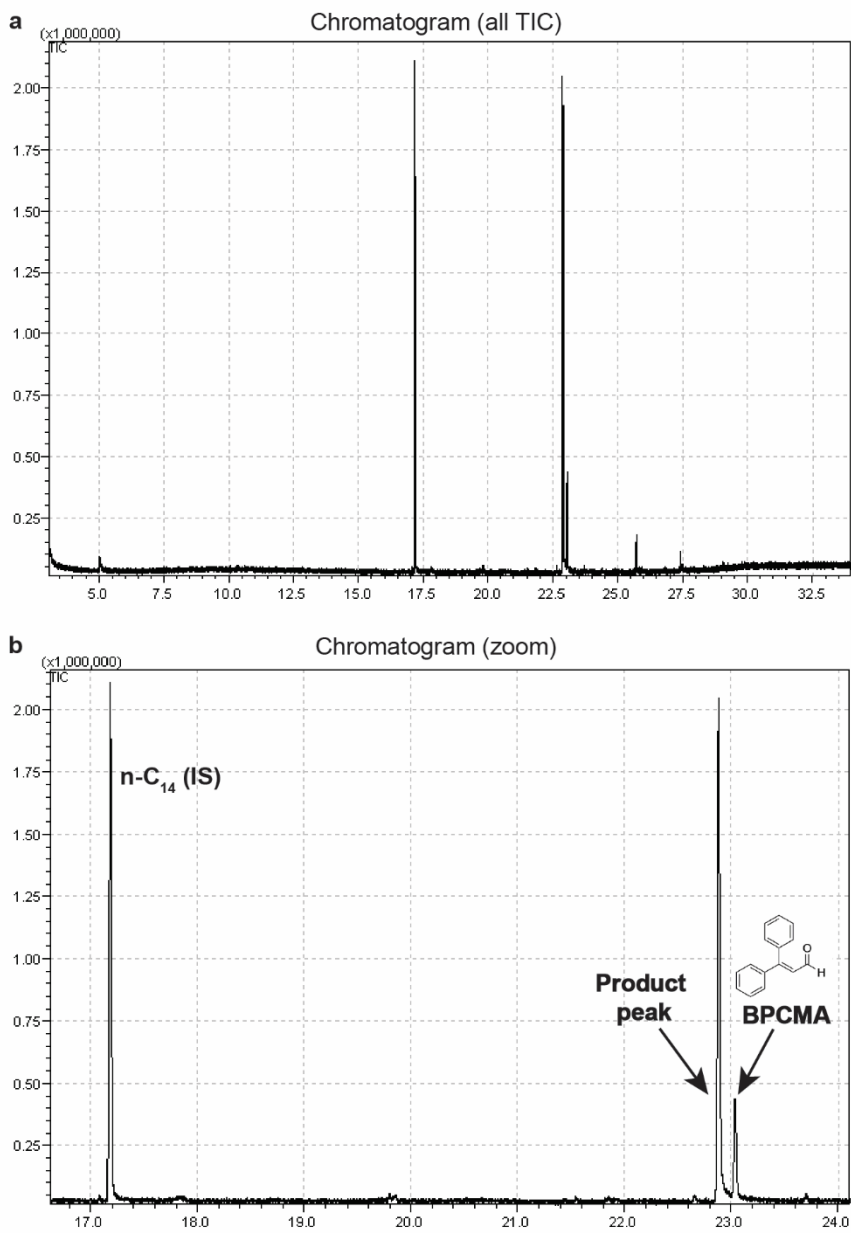 a
Chromatogram (all TIC)
(x1,000,000)
TIC
2.00
1.75
1.50
1.25
1.00
0.75
0.50
0.25
5.0 7.5 10.0 12.5 15.0 17.5 20.0 22.5 25.0 27.5 30.0 32.5
b
Chromatogram (zoom)
(x1,000,000)
TIC
2.00
1.75
1.50
1.25
1.00
0.75
0.50
0.25
n-C14 (IS)
O
H
Product
peak
BPCMA
17.0 18.0 19.0 20.0 21.0 22.0 23.0 24.0